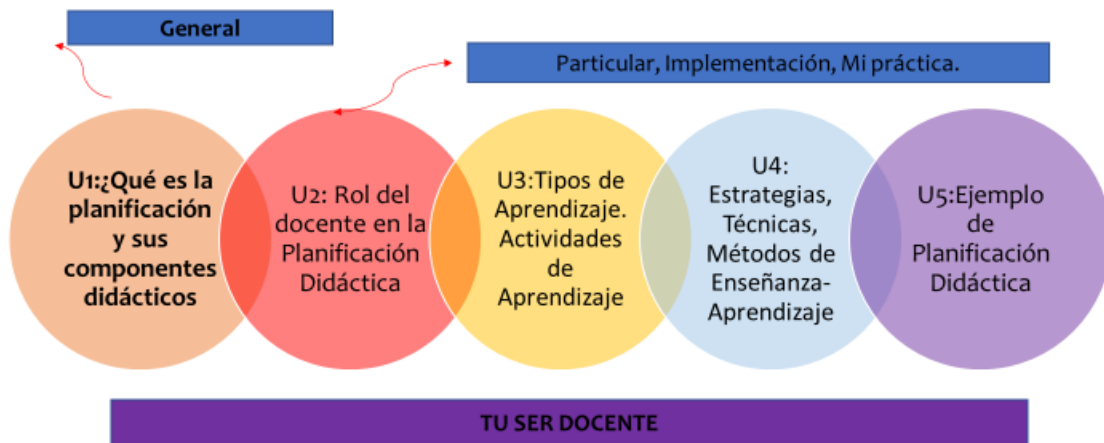 General
Particular, Implementación, Mi práctica.
U1:¿Qué es la
planificación
y sus
componentes
didácticos
U2: Rol del
docente en la
Planificación
Didáctica
U3:Tipos de
Aprendizaje.
Actividades
de
Aprendizaje
U4:
Estrategias,
Técnicas,
Métodos de
Enseñanza-
Aprendizaje
U5:Ejemplo
de
Planificación
Didáctica
TU SER DOCENTE